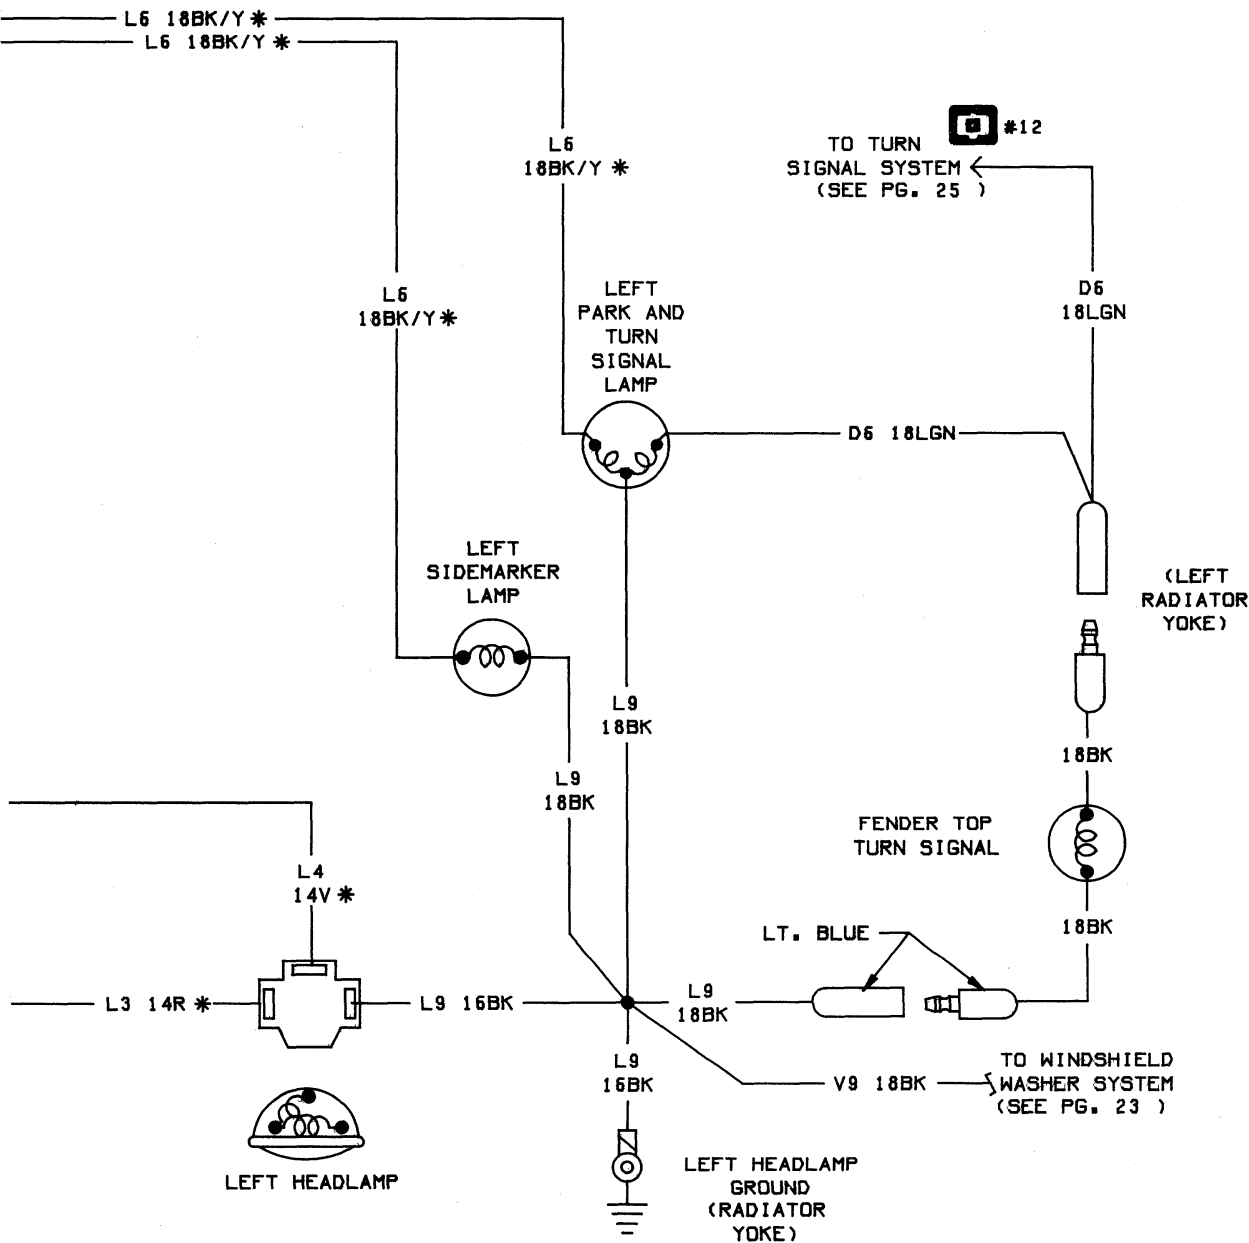 L6 18BK/Y *
L6 18BK/Y *
#12
TO TURN
SIGNAL SYSTEM
(SEE PG. 25 )
L6
18BK/Y *
L6
18BK/Y *
LEFT
PARK AND
TURN
SIGNAL
LAMP
D6
18LGN
D6 18LGN
LEFT
SIDEMARKER
LAMP
(LEFT
RADIATOR
YOKE)
L9
18BK
L9
18BK
18BK
FENDER TOP
TURN SIGNAL
L4
14V *
18BK
LT. BLUE
L3 14R *
L9 16BK
L9
18BK
L9
16BK
V9 18BK
TO WINDSHIELD
WASHER SYSTEM
(SEE PG. 23 )
LEFT HEADLAMP
LEFT HEADLAMP
GROUND
(RADIATOR
YOKE)